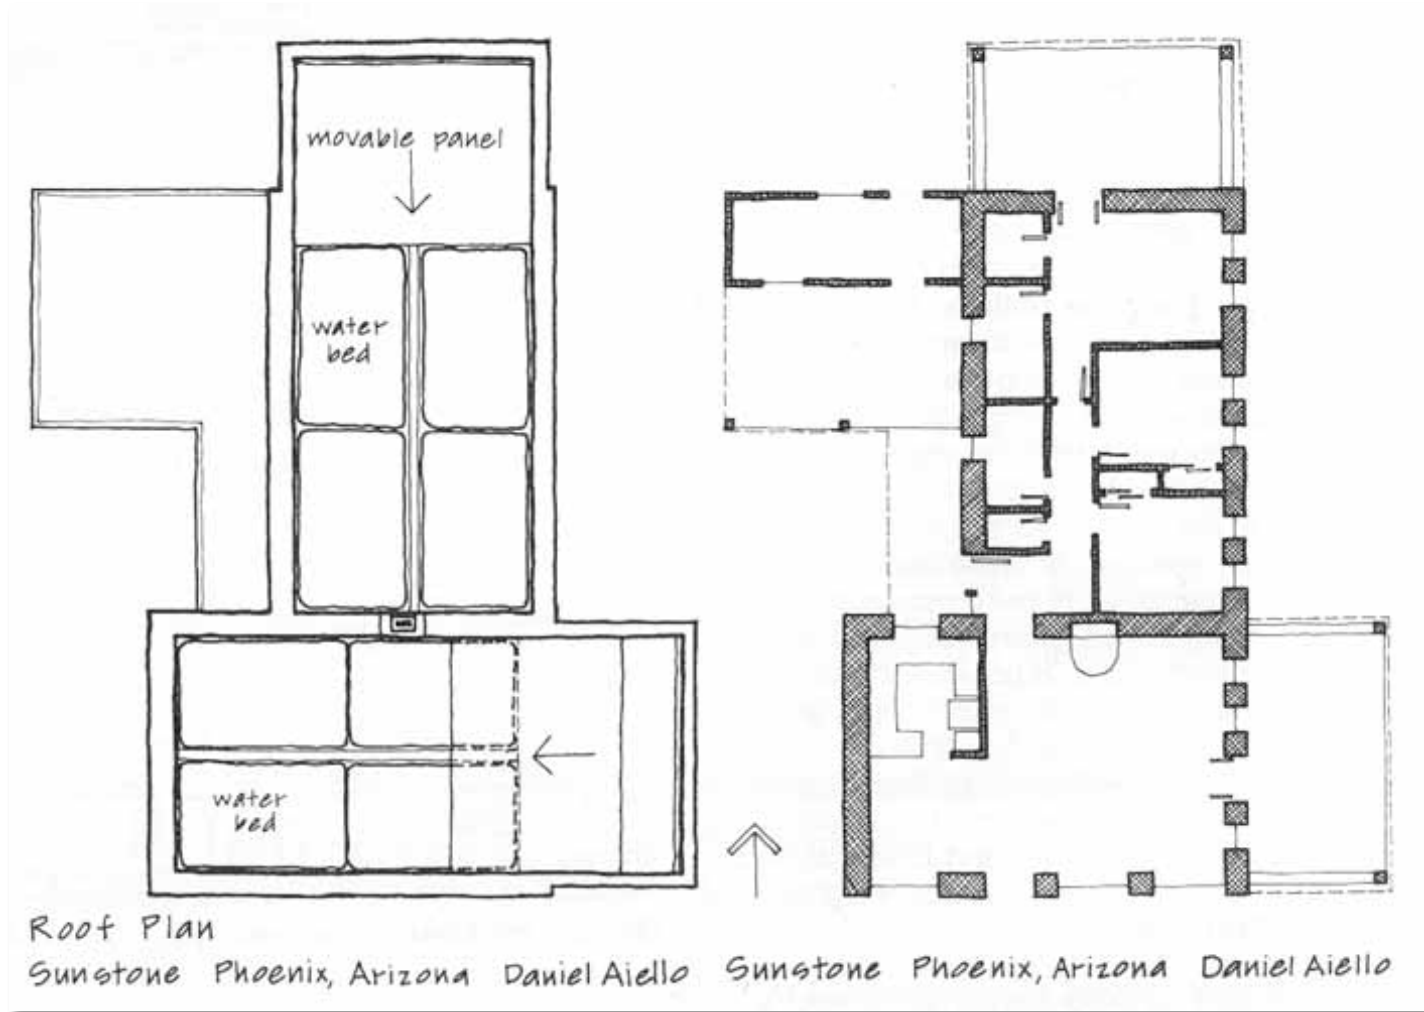 movable panel
water
bed
water
bed
Roof Plan
Sunstone Phoenix, Arizona Daniel Aiello
Sunstone Phoenix, Arizona Daniel Aiello